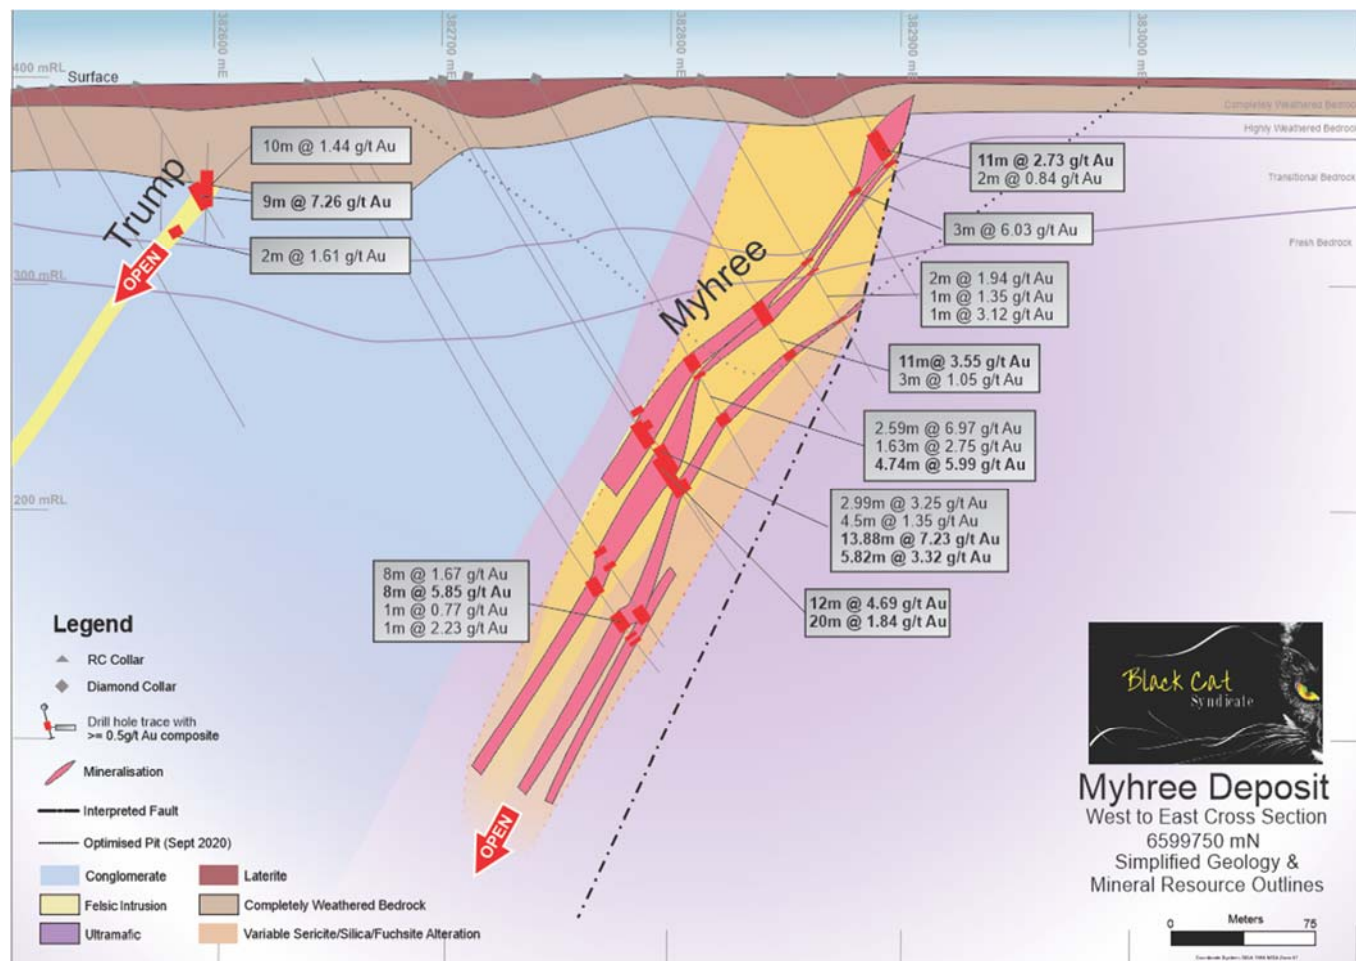 382600 mE
382700 mE
382800 mE
382900 mE
383000 mE
400 mRL
Surface
Completely Weathered Bedrock
Highly Weathered Bedrock
Transitional Bedrock
Fresh Bedrock
10m @ 1.44 g/t Au
9m @ 7.26 g/t Au
2m @ 1.61 g/t Au
Trump
OPEN
Myhree
11m @ 2.73 g/t Au
2m @ 0.84 g/t Au
3m @ 6.03 g/t Au
300 mRL
2m @ 1.94 g/t Au
1m @ 1.35 g/t Au
1m @ 3.12 g/t Au
11m@ 3.55 g/t Au
3m @ 1.05 g/t Au
2.59m @ 6.97 g/t Au
1.63m @ 2.75 g/t Au
4.74m @ 5.99 g/t Au
200 mRL
2.99m @ 3.25 g/t Au
4.5m @ 1.35 g/t Au
13.88m @ 7.23 g/t Au
5.82m @ 3.32 g/t Au
12m @ 4.69 g/t Au
20m @ 1.84 g/t Au
8m @ 1.67 g/t Au
8m @ 5.85 g/t Au
1m @ 0.77 g/t Au
1m @ 2.23 g/t Au
OPEN
Legend
RC Collar
Diamond Collar
Drill hole trace with
>= 0.5g/t Au composite
Mineralisation
Interpreted Fault
Optimised Pit (Sept 2020)
Conglomerate
Laterite
Felsic Intrusion
Completely Weathered Bedrock
Ultramafic
Variable Sericite/Silica/Fuchsite Alteration
Black Cat
Syndicate
Myhree Deposit
West to East Cross Section
6599750 mN
Simplified Geology &
Mineral Resource Outlines
Meters
0 75